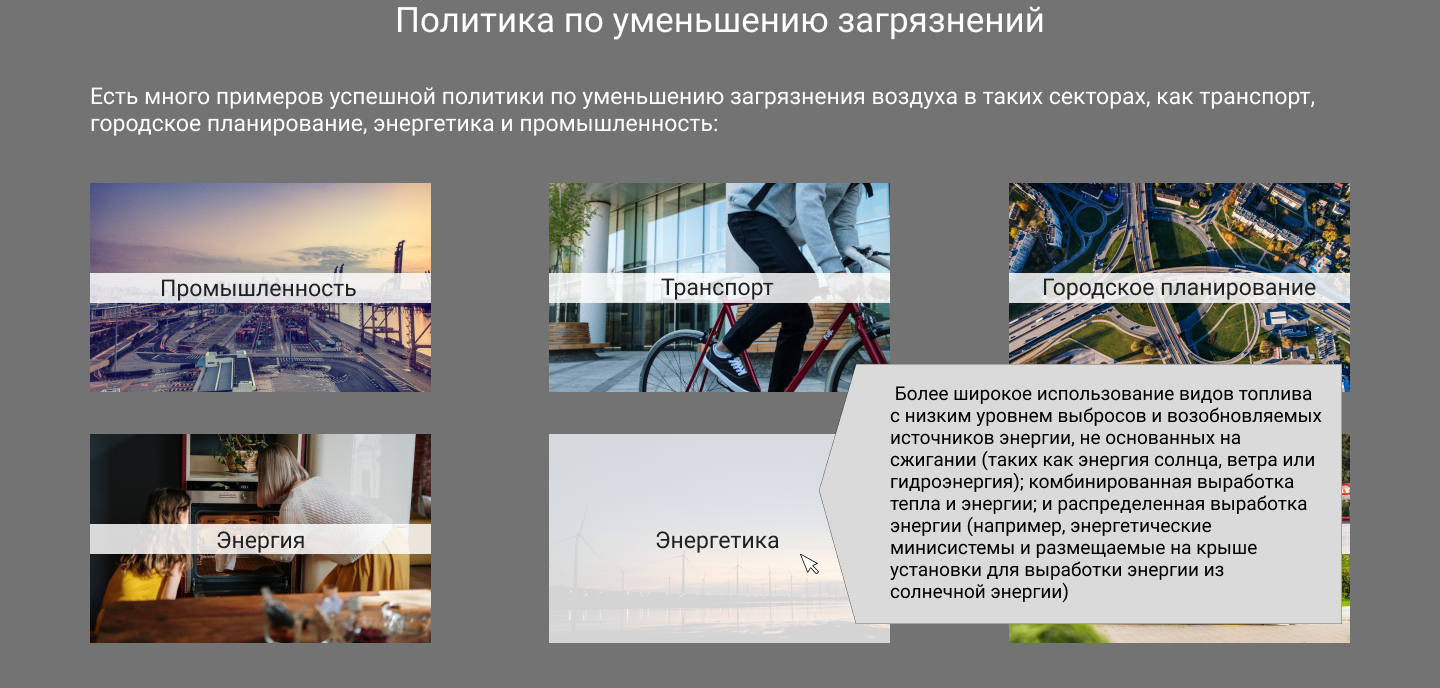 Политика по уменьшению загрязнений
Есть много примеров успешной политики по уменьшению загрязнения воздуха в таких секторах, как транспорт,
городское планирование, энергетика и промышленность:
Промышленность
Транспорт
Городское планирование
Энергия
Энергетика
Более широкое использование видов топлива
с низким уровнем выбросов и возобновляемых
источников энергии, не основанных на
сжигании (таких как энергия солнца, ветра или
гидроэнергия); комбинированная выработка
тепла и энергии; и распределенная выработка
энергии (например, энергетические
минисистемы и размещаемые на крыше
установки для выработки энергии из
солнечной энергии)